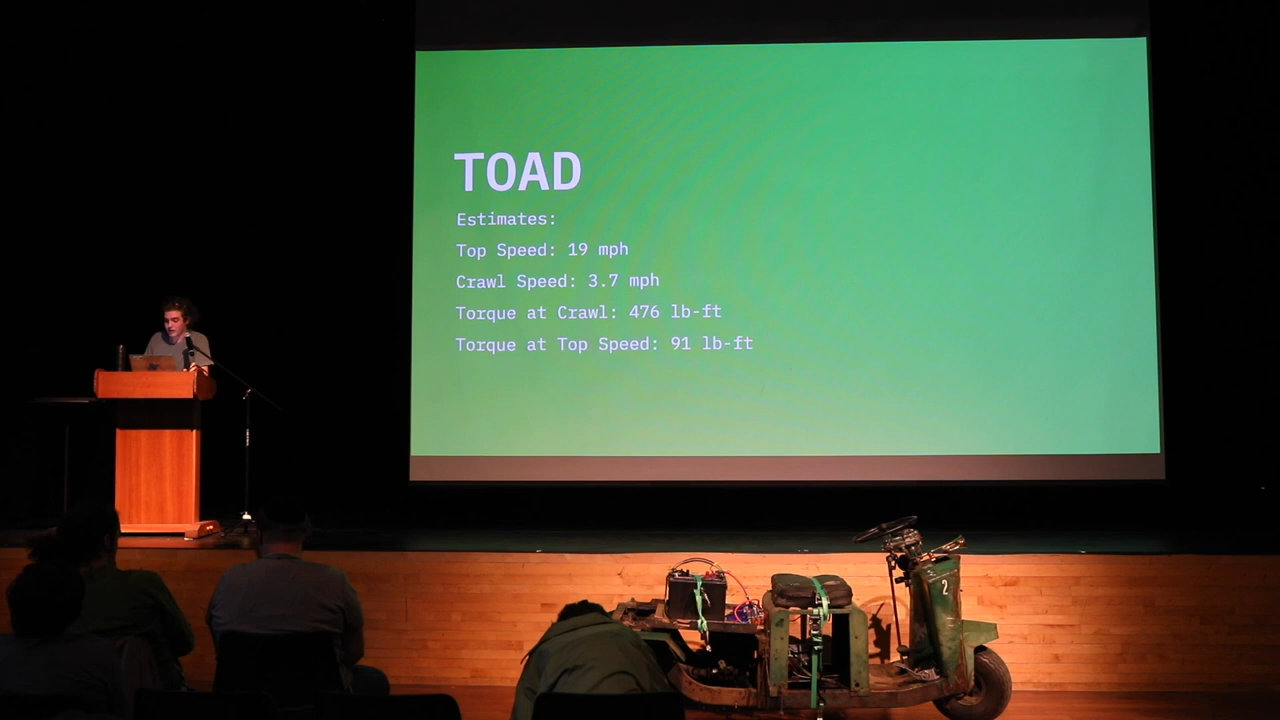 TOAD
Estimates:
Top Speed: 19 mph
Crawl Speed: 3.7 mph
Torque at Crawl: 476 lb-ft
Torque at Top Speed: 91 lb-ft
2